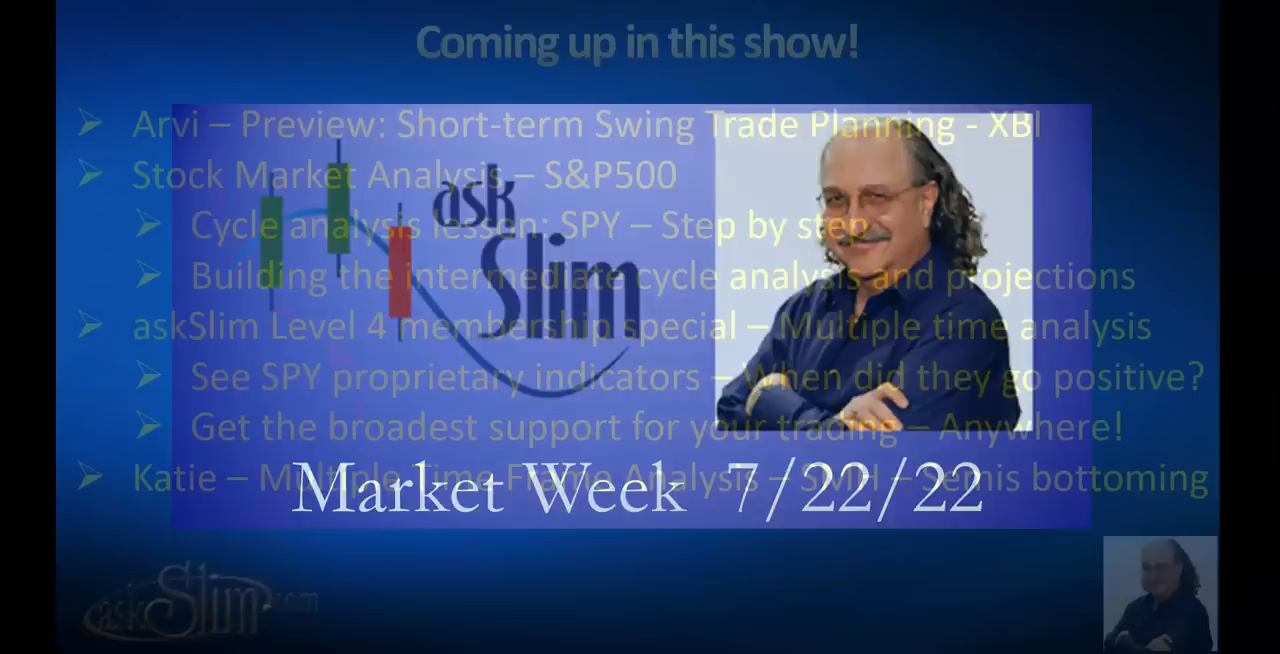 Coming up in this show!
Arvi – Preview: Short-term Swing Trade Planning - XBI
Stock Market Analysis – S&P500
Cycle analysis lesson: SPY – Step by step
Building the intermediate cycle analysis and projections
askSlim Level 4 membership special – Multiple time analysis
See SPY proprietary indicators – When did they go positive?
Get the broadest support for your trading – Anywhere!
Katie – Multiple Time Frame Analysis – SMH – Semis bottoming
ask
Slim
Market Week 7/22/22
askSlim.com